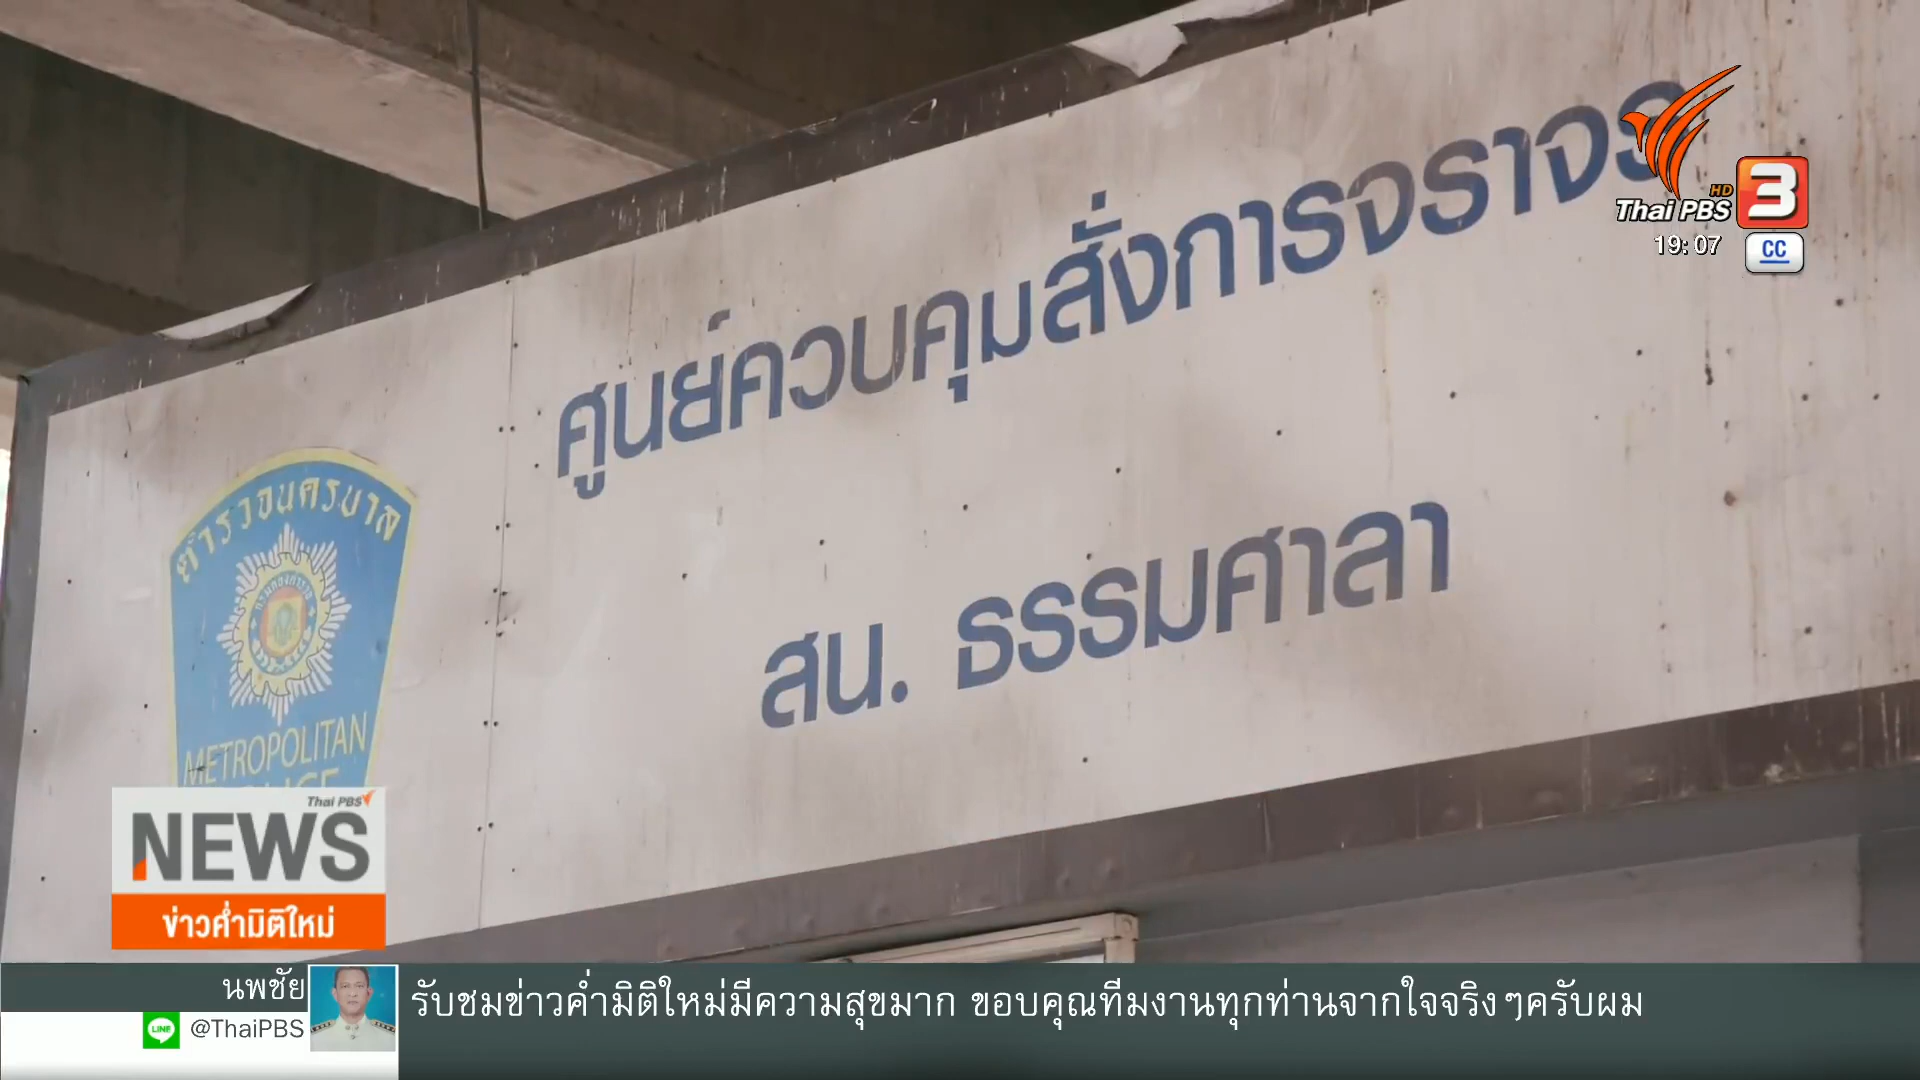 ศูนย์ควบคุมสั่งการจราจร
สน. ธรรมศาลา
ตำรวจนครบาล
METROPOLITAN
HD
Thai PBS
3
19:07
CC
Thai PBS
NEWS
ข่าวค่ำมิติใหม่
นพชัย
LINE
@ThaiPBS
รับชมข่าวค่ำมิติใหม่มีความสุขมาก ขอบคุณทีมงานทุกท่านจากใจจริงๆครับผม